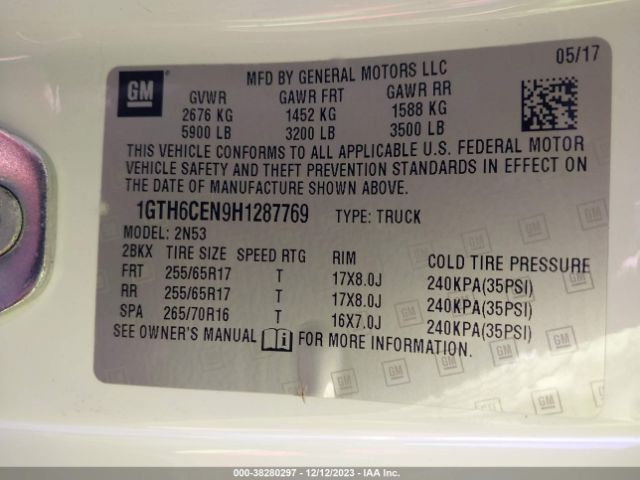 05/17
GM MFD BY GENERAL MOTORS LLC
GVWR GAWR FRT GAWR RR
2676 KG 1452 KG 1588 KG
5900 LB 3200 LB 3500 LB
THIS VEHICLE CONFORMS TO ALL APPLICABLE U.S. FEDERAL MOTOR
VEHICLE SAFETY AND THEFT PREVENTION STANDARDS IN EFFECT ON
THE DATE OF MANUFACTURE SHOWN ABOVE.
1GTH6CEN9H1287769 TYPE: TRUCK
MODEL: 2N53
2BKX TIRE SIZE SPEED RTG RIM COLD TIRE PRESSURE
FRT 255/65R17 T 17X8.0J 240KPA(35PSI)
RR 255/65R17 T 17X8.0J 240KPA(35PSI)
SPA 265/70R16 T 16X7.0J 240KPA(35PSI)
SEE OWNER'S MANUAL FOR MORE INFORMATION.
000-38280297 - 12/12/2023 - IAA Inc.